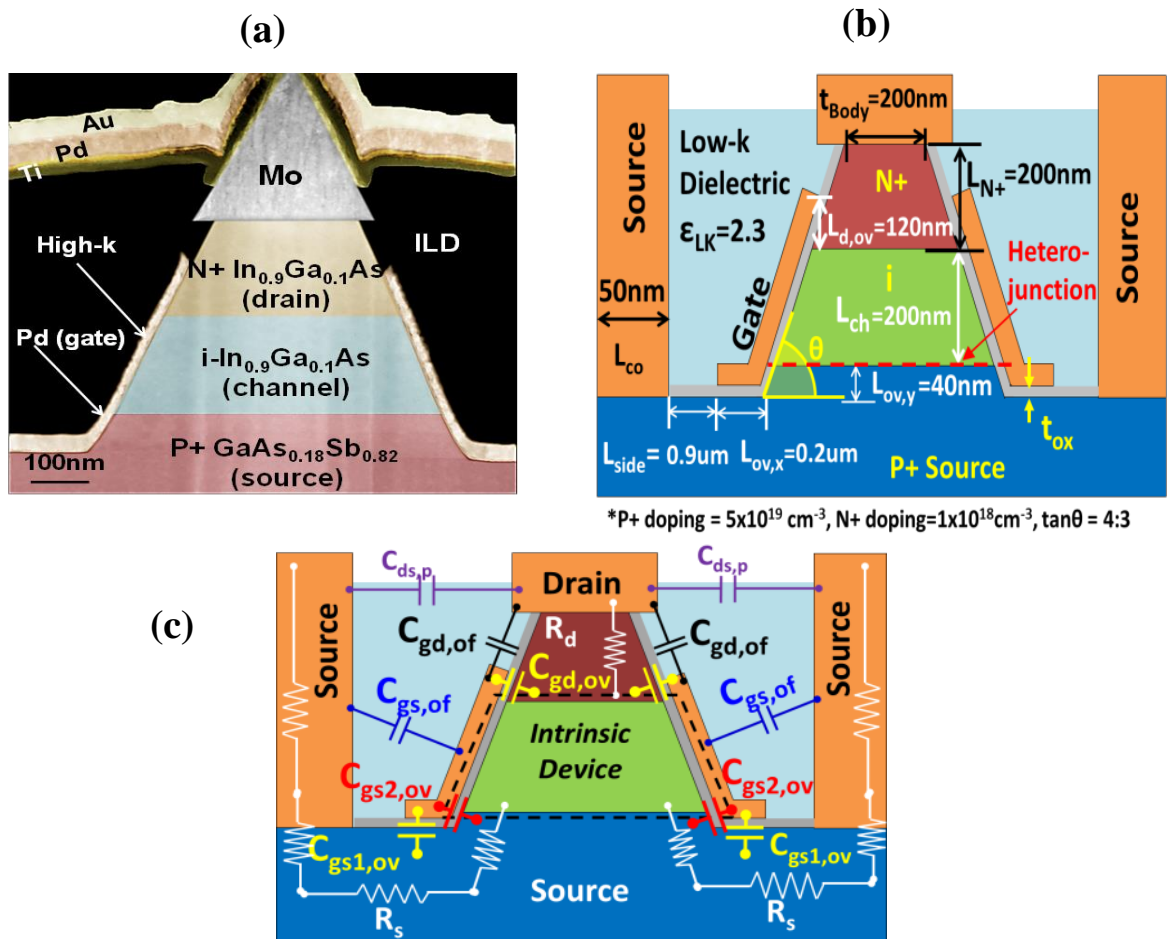 (a)
Au
Pd
Ti
Mo
High-k
ILD
N+ In0.9Ga0.1As
(drain)
Pd (gate)
i-In0.9Ga0.1As
(channel)
P+ GaAs0.18Sb0.82
(source)
100nm
(b)
Source
tBody=200nm
Low-k
Dielectric
εLK=2.3
N+
LN+=200nm
Ld,ov=120nm
Hetero-
junction
Source
50nm
Lco
Gate
i
Lch=200nm
θ
Lov,y=40nm
tox
Lside= 0.9um
Lov,x=0.2um
P+ Source
*P+ doping = 5x10^19 cm^-3, N+ doping=1x10^18cm^-3, tanθ = 4:3
(c)
Cds,p
Drain
Cds,p
Source
Cgd,of
Rd
Cgd,of
Source
Cgd,ov
Cgs,of
Cgs,of
Intrinsic
Device
Cgs2,ov
Cgs2,ov
Cgs1,ov
Cgs1,ov
Source
Rs
Rs